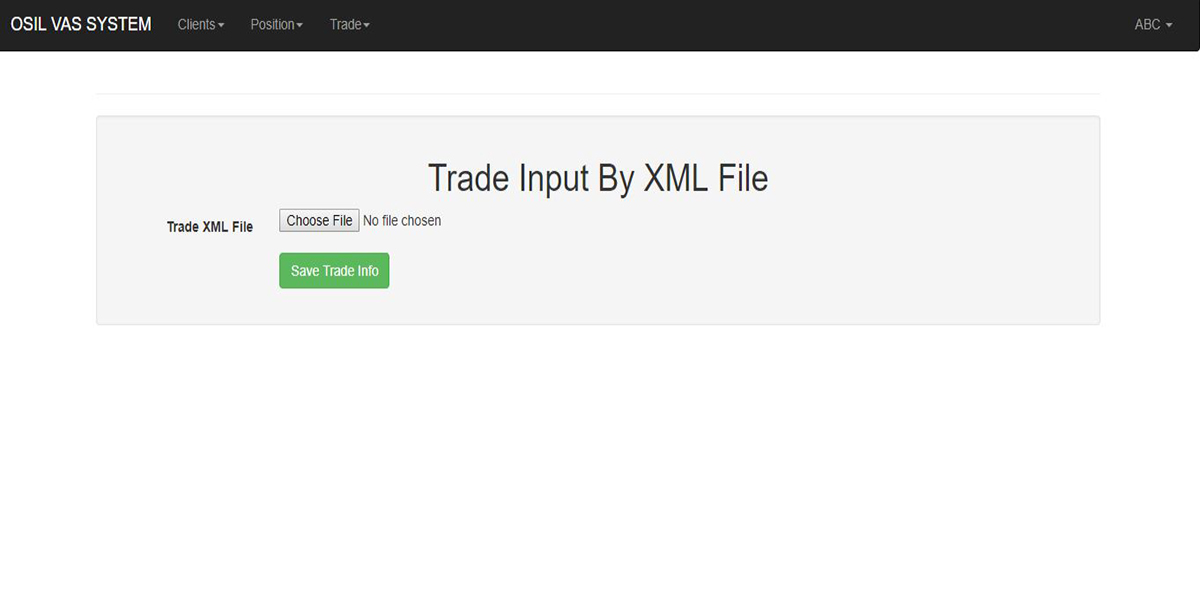 OSIL VAS SYSTEM Clients Position Trade ABC
Trade Input By XML File
Trade XML File Choose File No file chosen
Save Trade Info